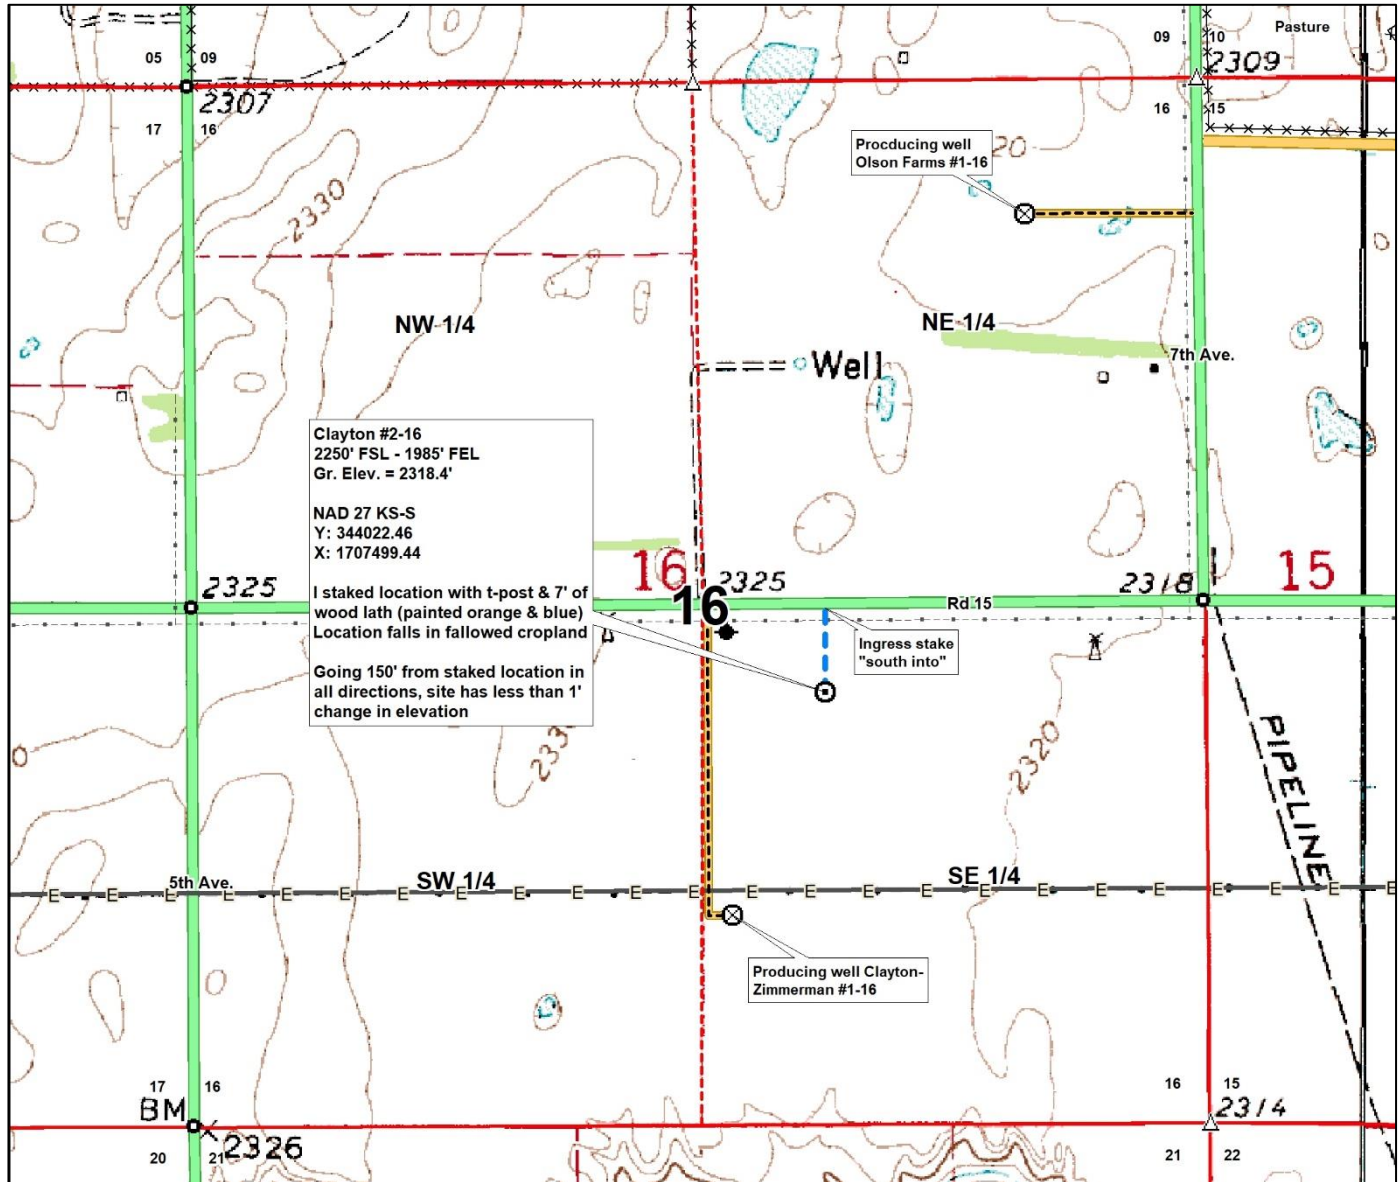 Pasture
05 09
09 10
2307
2309
17 16
16 15
Procducing well
Olson Farms #1-16
20
2330
NW 1/4
NE 1/4
7th Ave.
Well
Clayton #2-16
2250' FSL - 1985' FEL
Gr. Elev. = 2318.4'
NAD 27 KS-S
Y: 344022.46
X: 1707499.44
I staked location with t-post & 7' of
wood lath (painted orange & blue)
Location falls in fallowed cropland
Going 150' from staked location in
all directions, site has less than 1'
change in elevation
16
15
2325
2325
2318
16
Rd 15
Ingress stake
"south into"
0
233
2320
PIPELINE
5th Ave.
SW 1/4
SE 1/4
E E E E E E E E E E E E E E E E E E E E E E E E
Producing well Clayton-
Zimmerman #1-16
17 16
16 15
BM
2314
2326
20 21
21 22